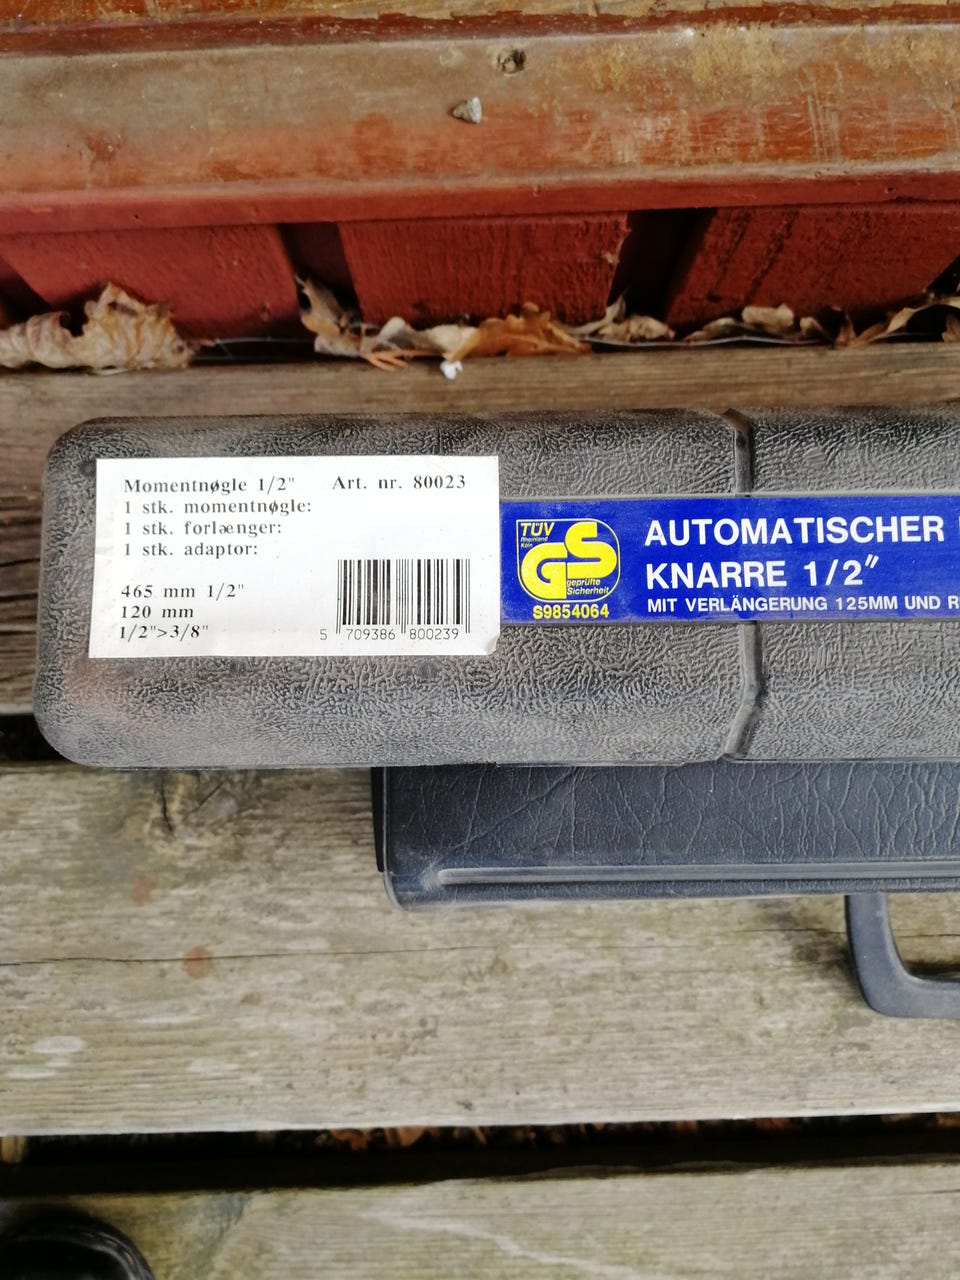 Momentnøgle 1/2" Art. nr. 80023
1 stk. momentnøgle:
1 stk. forlænger:
1 stk. adaptor:
465 mm 1/2"
120 mm
1/2">3/8"
5 709386 800239
TÜV
Rheinland
Köln
GS
geprüfte
Sicherheit
S9854064
AUTOMATISCHER
KNARRE 1/2"
MIT VERLÄNGERUNG 125MM UND R